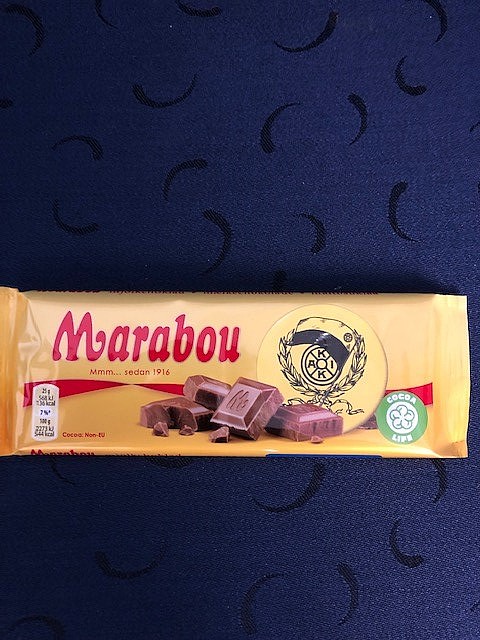 Marabou
Mmm... sedan 1916
®
K
A I
K
25 g
568 kJ
136 kcal
7 %*
100 g
2273 kJ
544 kcal
Cocoa: Non-EU
COCOA
LIFE
Marabou